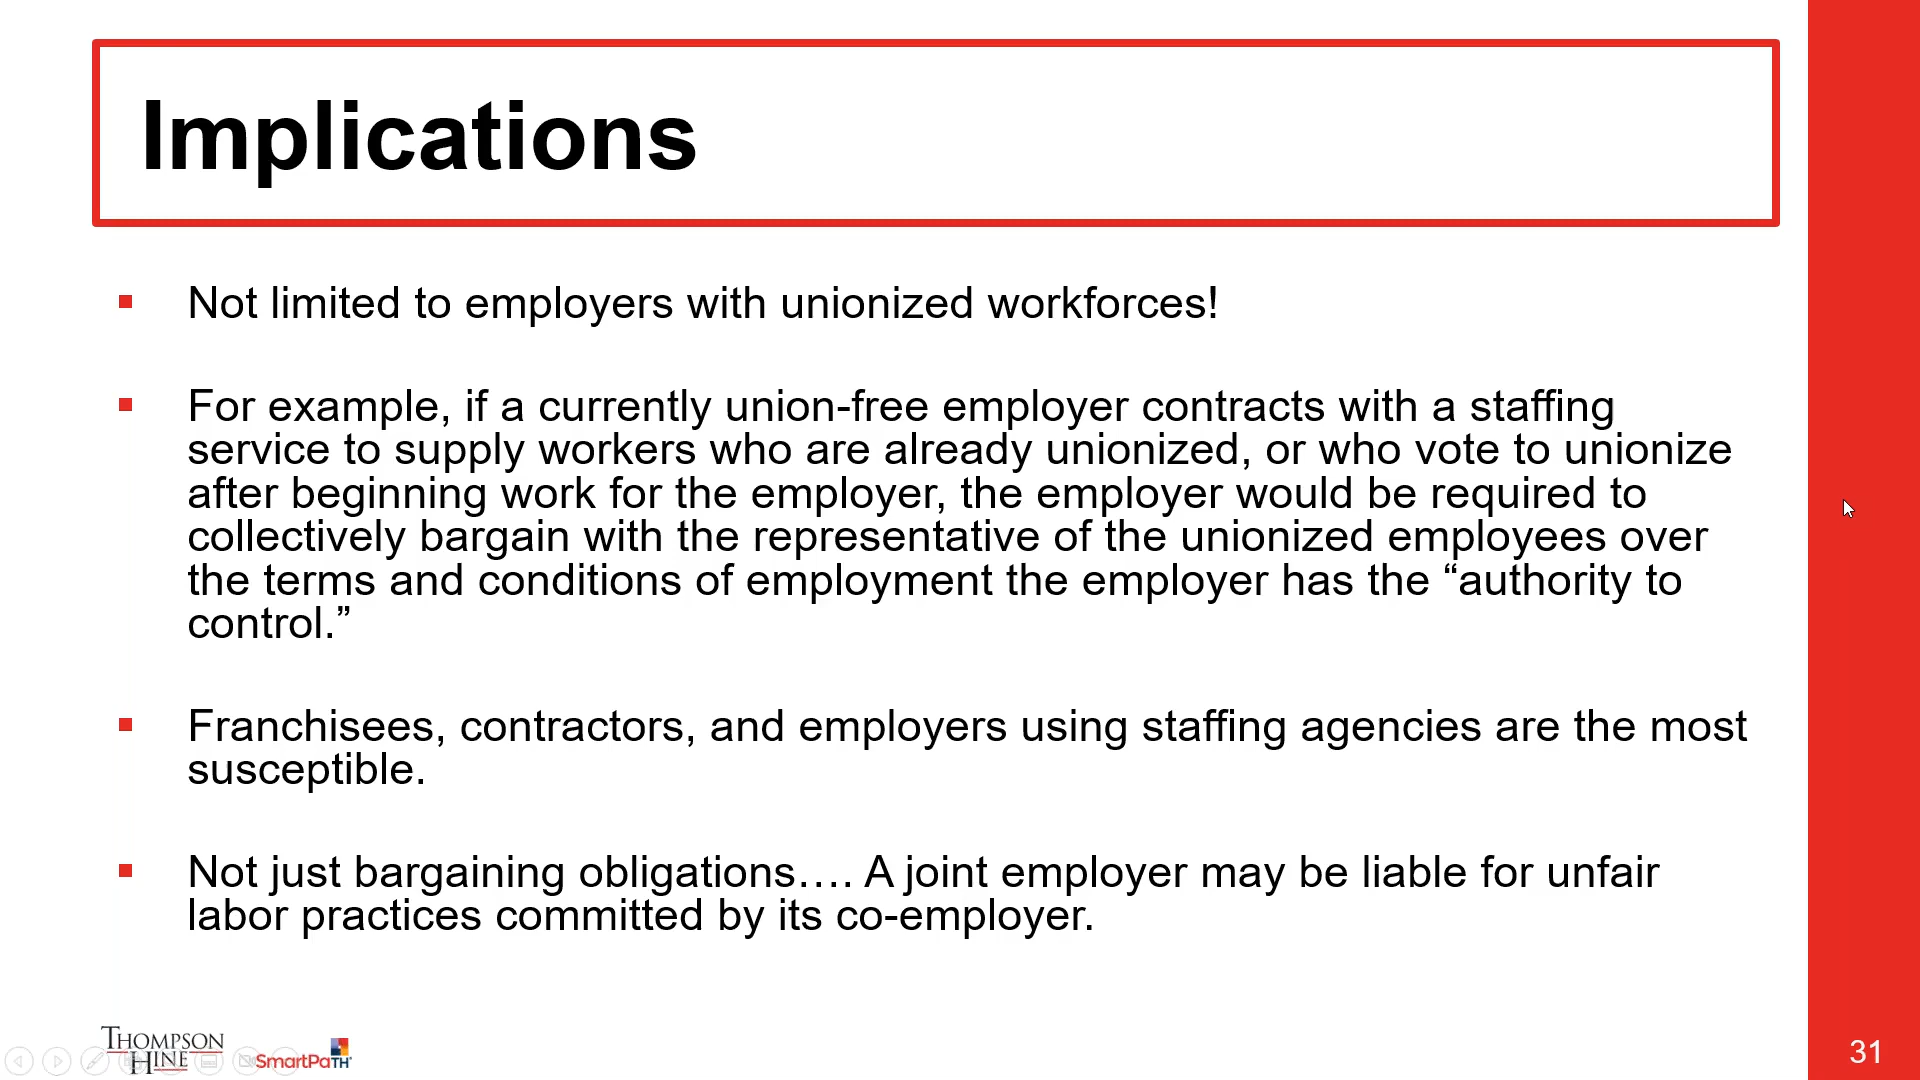 Implications
Not limited to employers with unionized workforces!
For example, if a currently union-free employer contracts with a staffing
service to supply workers who are already unionized, or who vote to unionize
after beginning work for the employer, the employer would be required to
collectively bargain with the representative of the unionized employees over
the terms and conditions of employment the employer has the “authority to
control.”
Franchisees, contractors, and employers using staffing agencies are the most
susceptible.
Not just bargaining obligations…. A joint employer may be liable for unfair
labor practices committed by its co-employer.
THOMPSON
HINE
SmartPaTH
31